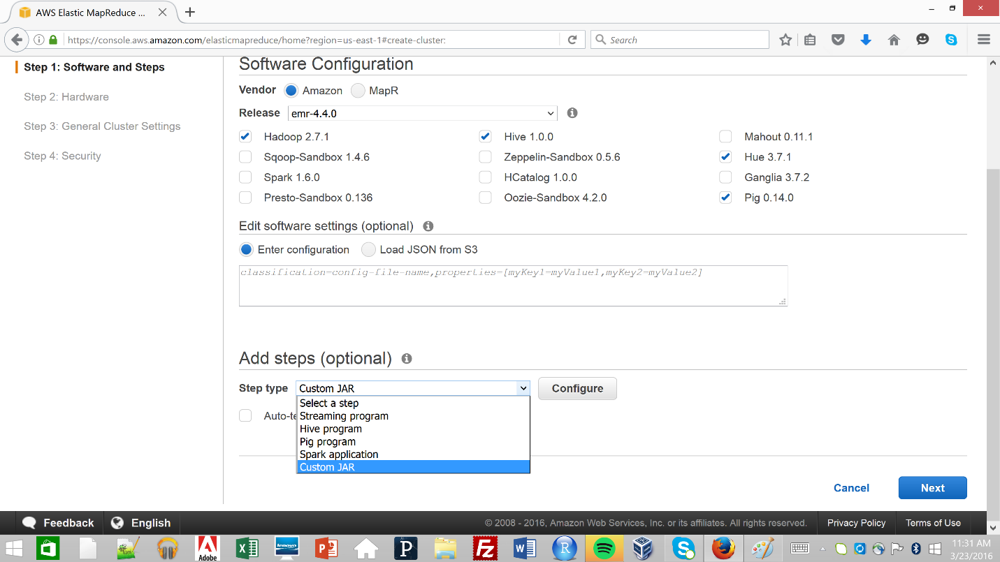 AWS Elastic MapReduce ...
https://console.aws.amazon.com/elasticmapreduce/home?region=us-east-1#create-cluster:
Search
Step 1: Software and Steps
Step 2: Hardware
Step 3: General Cluster Settings
Step 4: Security
Software Configuration
Vendor Amazon MapR
Release emr-4.4.0
Hadoop 2.7.1 Hive 1.0.0 Mahout 0.11.1
Sqoop-Sandbox 1.4.6 Zeppelin-Sandbox 0.5.6 Hue 3.7.1
Spark 1.6.0 HCatalog 1.0.0 Ganglia 3.7.2
Presto-Sandbox 0.136 Oozie-Sandbox 4.2.0 Pig 0.14.0
Edit software settings (optional)
Enter configuration Load JSON from S3
classification=config-file-name,properties=[myKey1=myValue1,myKey2=myValue2]
Add steps (optional)
Step type Custom JAR Configure
Select a step
Auto-te
Streaming program
Hive program
Pig program
Spark application
Custom JAR
Cancel Next
Feedback English © 2008 - 2016, Amazon Web Services, Inc. or its affiliates. All rights reserved. Privacy Policy Terms of Use
Adobe
lenovo
11:31 AM
3/23/2016